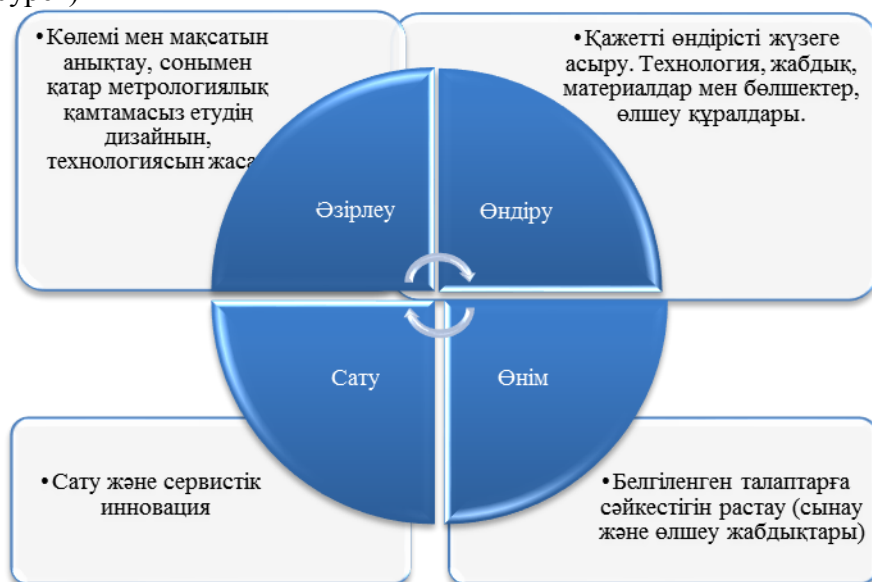 • Көлемі мен мақсатын
анықтау, сонымен
қатар метрологиялық
қамтамасыз етудің
дизайнын,
технологиясын
• Қажетті өндірісті жүзеге
асыру. Технология, жабдық,
материалдар мен бөлшектер,
өлшеу құралдары.
Әзірлеу
Өндіру
Сату
Өнім
• Сату және сервистік
инновация
• Белгіленген талаптарға
сәйкестігін растау (сынау
және өлшеу жабдықтары)